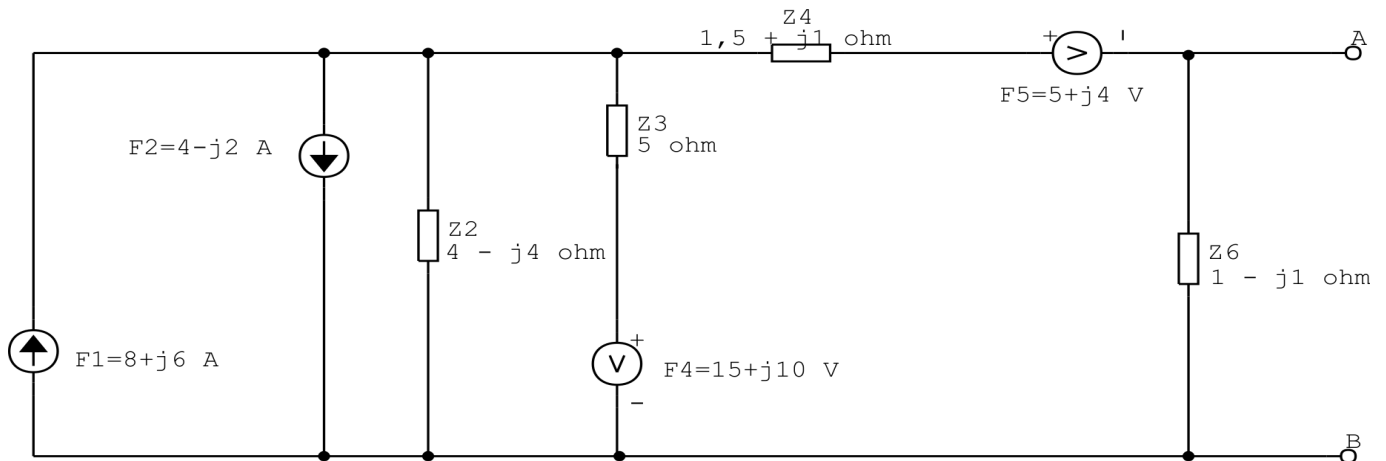 Z4
1,5 + j1 ohm
+
-
A
>
F5=5+j4 V
F2=4-j2 A
Z3
5 ohm
Z2
4 - j4 ohm
Z6
1 - j1 ohm
+
F1=8+j6 A
V
F4=15+j10 V
-
B